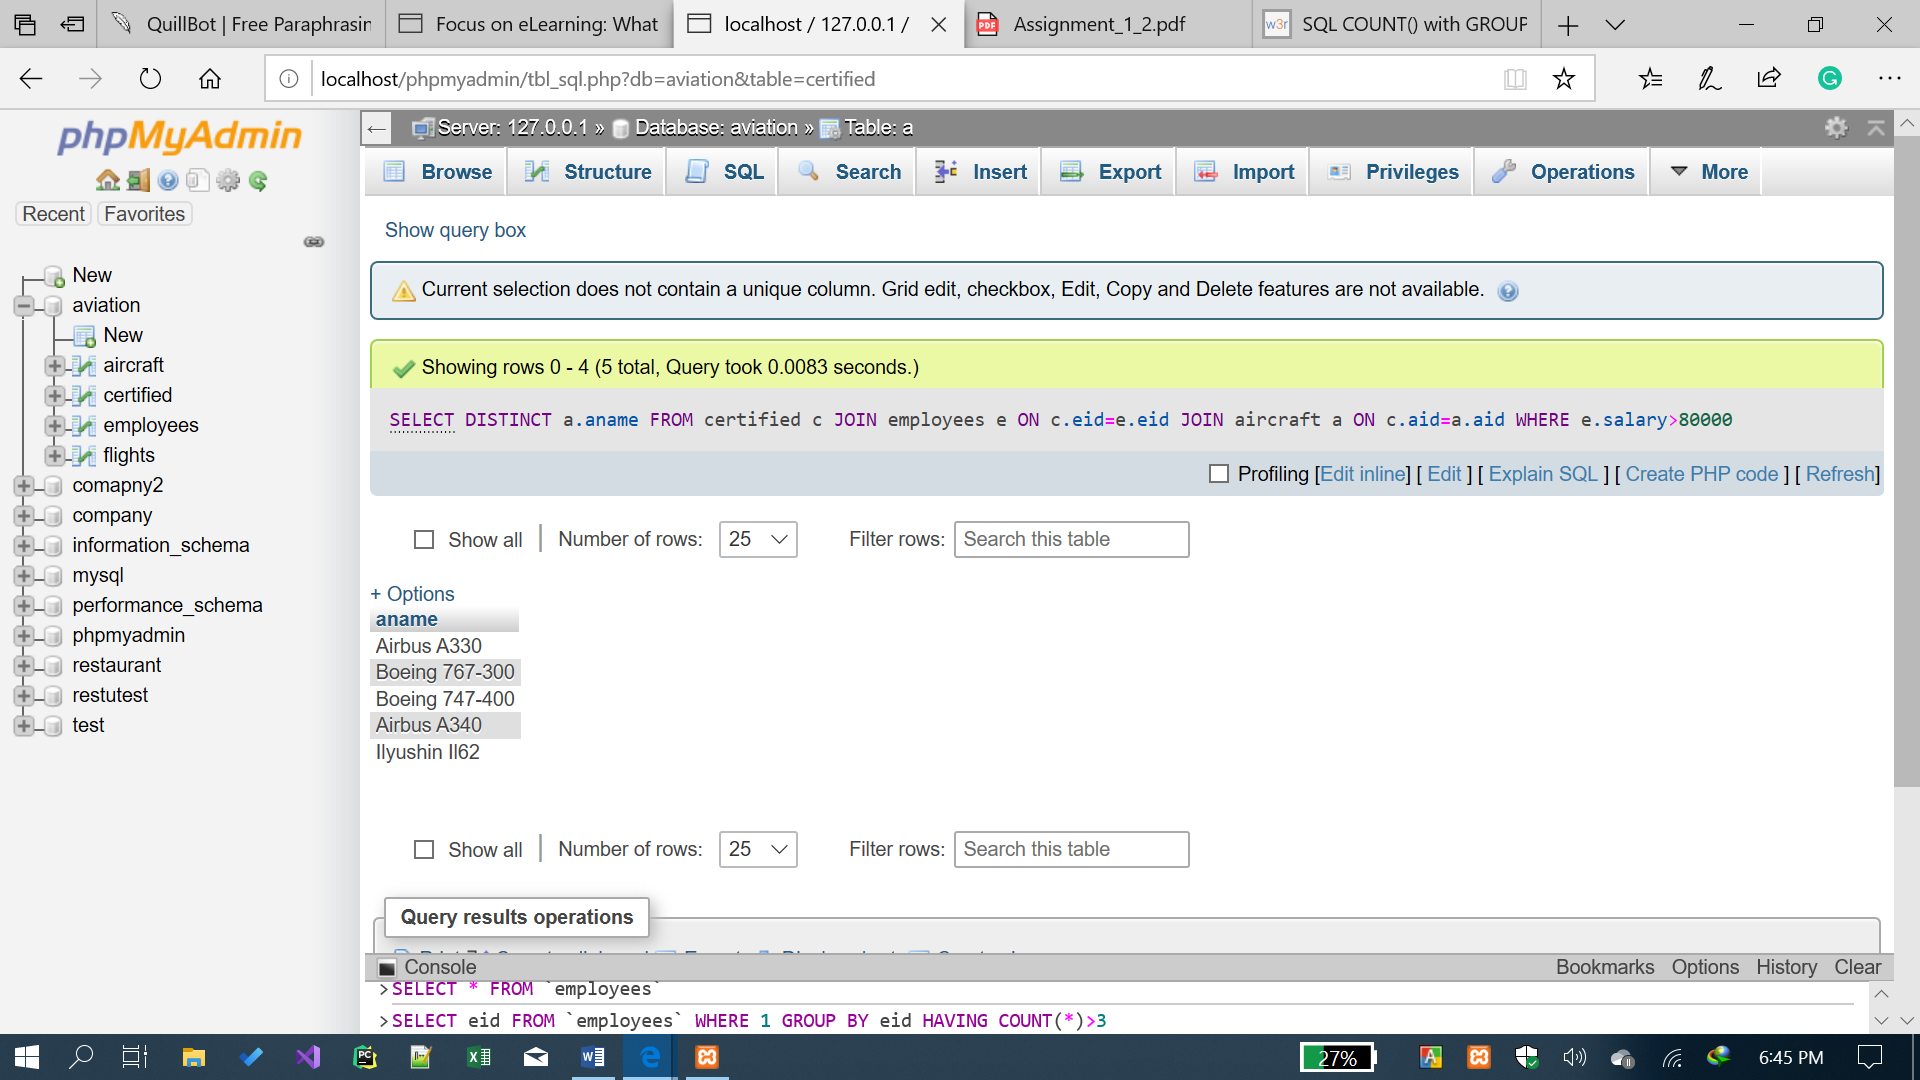 QuillBot | Free Paraphrasin
Focus on eLearning: What
localhost / 127.0.0.1 /
PDF
Assignment_1_2.pdf
w3r
SQL COUNT() with GROUP
localhost/phpmyadmin/tbl_sql.php?db=aviation&table=certified
G
phpMyAdmin
Recent
Favorites
New
aviation
New
aircraft
certified
employees
flights
comapny2
company
information_schema
mysql
performance_schema
phpmyadmin
restaurant
restutest
test
Server: 127.0.0.1 » Database: aviation » Table: a
Browse Structure SQL Search Insert Export Import Privileges Operations More
Show query box
Current selection does not contain a unique column. Grid edit, checkbox, Edit, Copy and Delete features are not available.
Showing rows 0 - 4 (5 total, Query took 0.0083 seconds.)
SELECT DISTINCT a.aname FROM certified c JOIN employees e ON c.eid=e.eid JOIN aircraft a ON c.aid=a.aid WHERE e.salary>80000
Profiling [Edit inline] [ Edit ] [ Explain SQL ] [ Create PHP code ] [ Refresh]
Show all | Number of rows: 25 Filter rows: Search this table
+ Options
aname
Airbus A330
Boeing 767-300
Boeing 747-400
Airbus A340
Ilyushin Il62
Show all | Number of rows: 25 Filter rows: Search this table
Query results operations
Console Bookmarks Options History Clear
>SELECT * FROM `employees`
>SELECT eid FROM `employees` WHERE 1 GROUP BY eid HAVING COUNT(*)>3
27%
6:45 PM